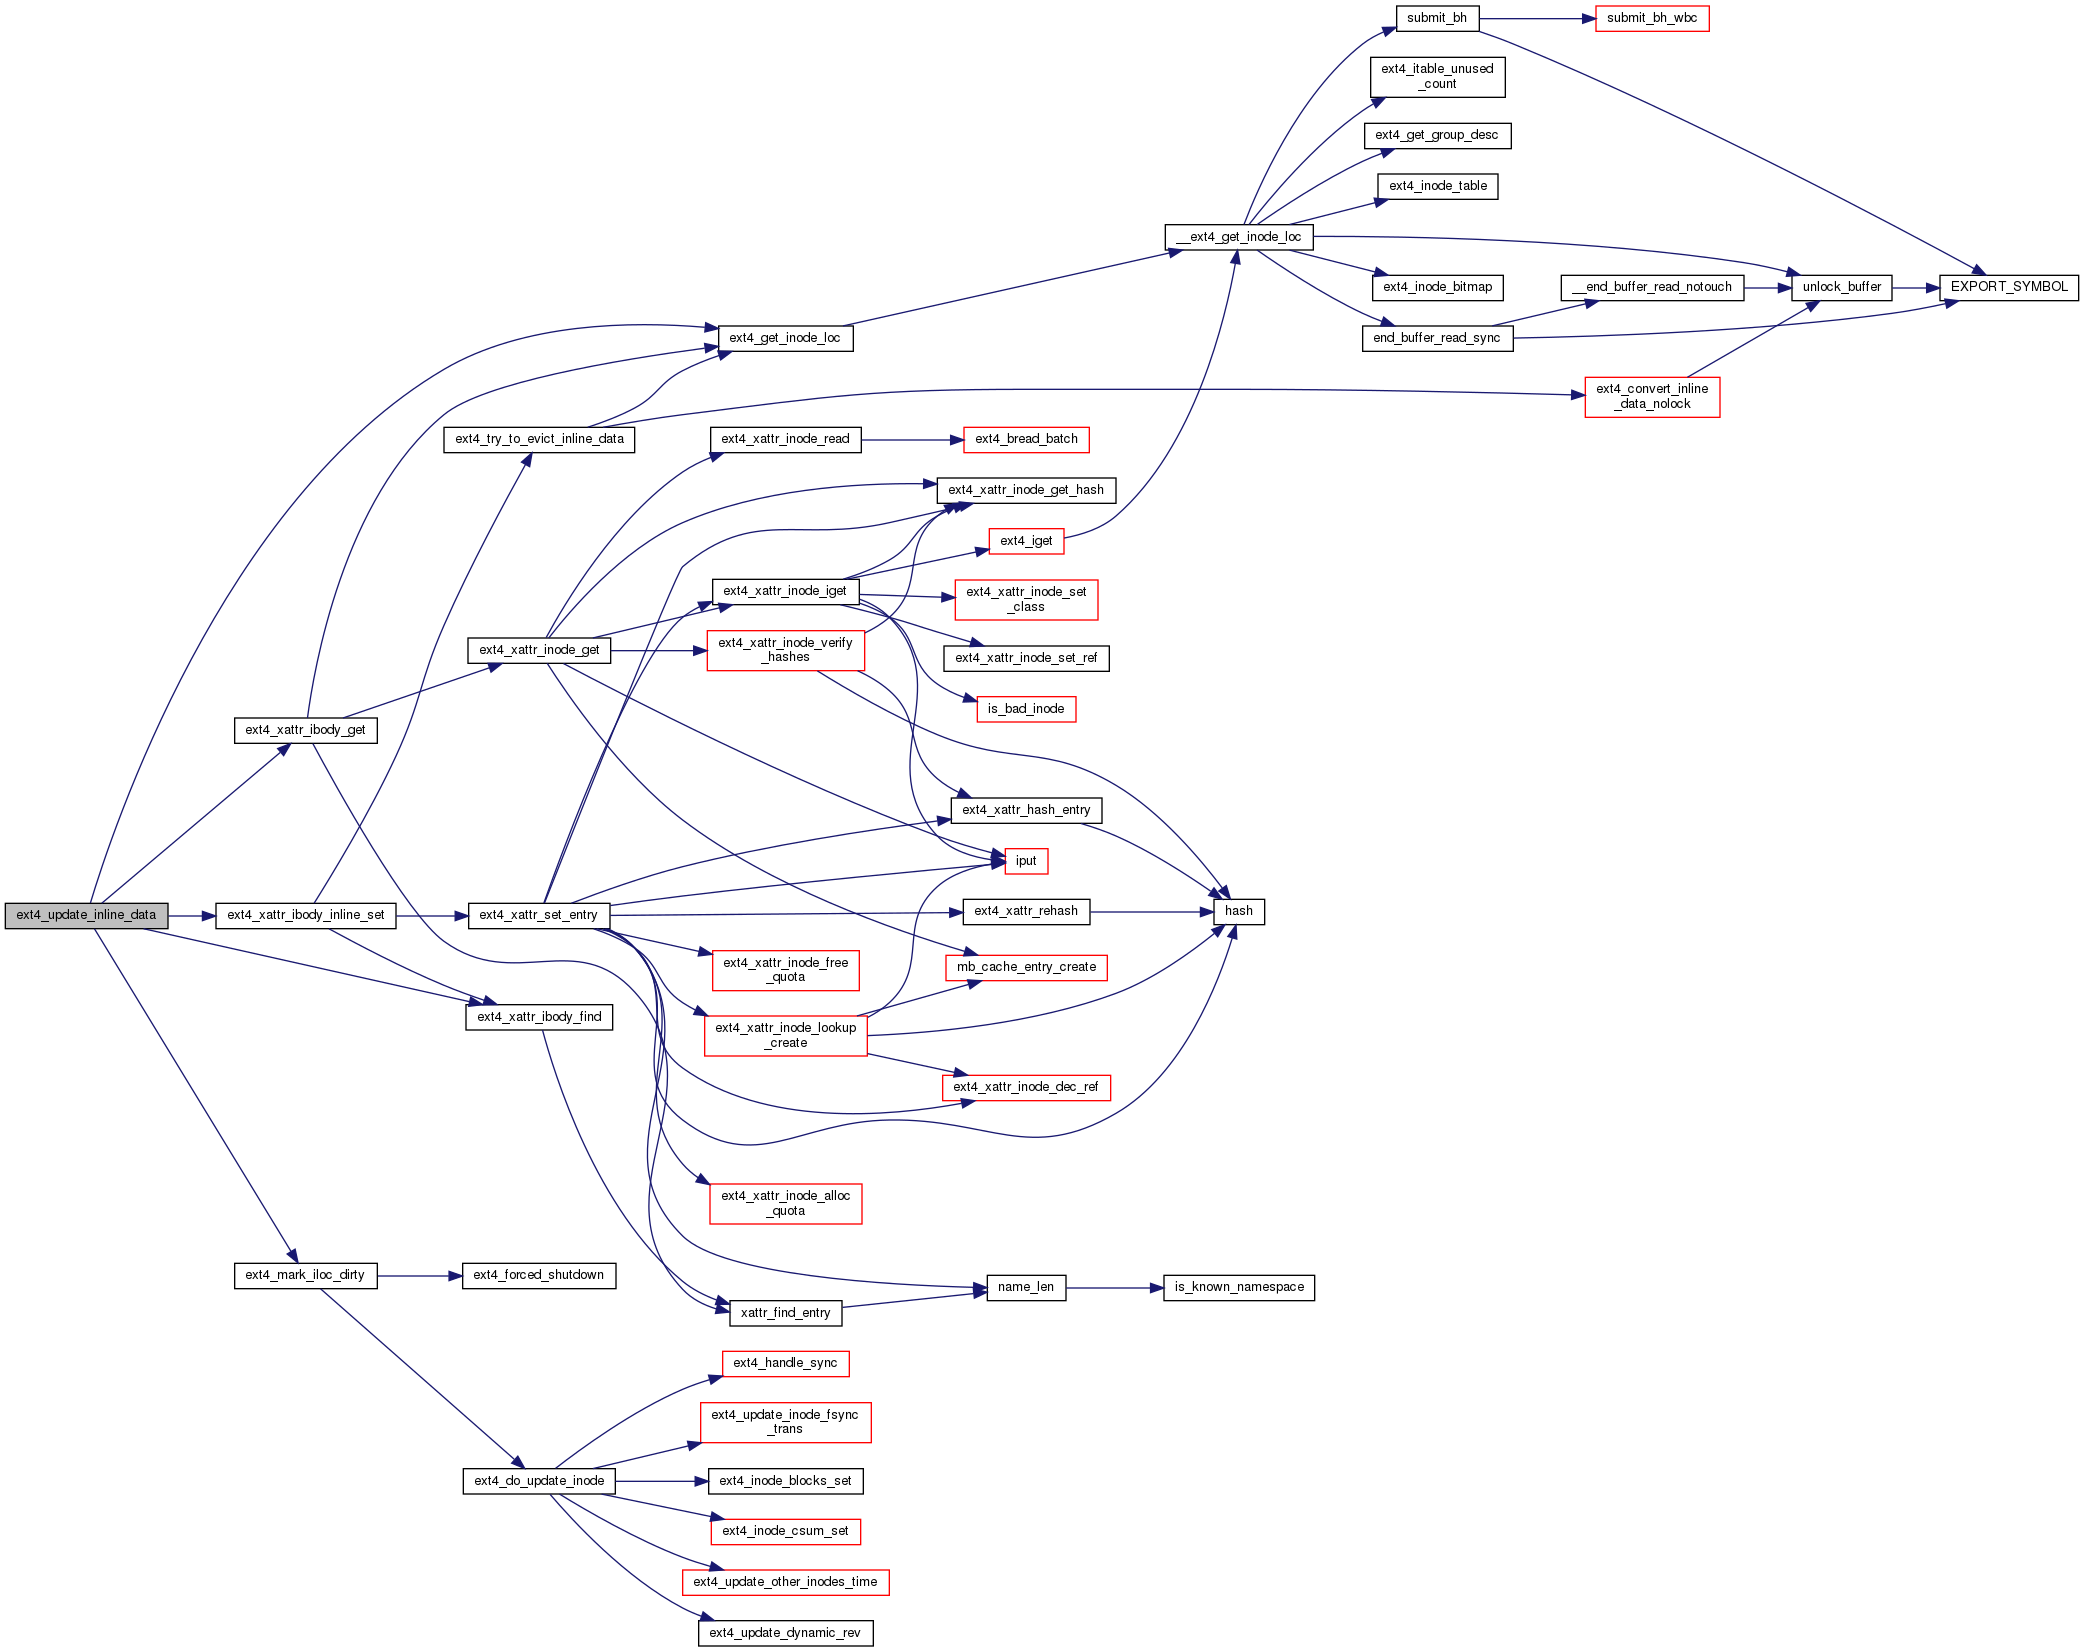 submit_bh
submit_bh_wbc
ext4_itable_unused
_count
ext4_get_group_desc
ext4_inode_table
__ext4_get_inode_loc
ext4_inode_bitmap
__end_buffer_read_notouch
unlock_buffer
EXPORT_SYMBOL
ext4_get_inode_loc
end_buffer_read_sync
ext4_convert_inline
_data_nolock
ext4_try_to_evict_inline_data
ext4_xattr_inode_read
ext4_bread_batch
ext4_xattr_inode_get_hash
ext4_iget
ext4_xattr_inode_iget
ext4_xattr_inode_set
_class
ext4_xattr_inode_get
ext4_xattr_inode_verify
_hashes
ext4_xattr_inode_set_ref
is_bad_inode
ext4_xattr_ibody_get
ext4_xattr_hash_entry
iput
ext4_update_inline_data
ext4_xattr_ibody_inline_set
ext4_xattr_set_entry
ext4_xattr_rehash
hash
ext4_xattr_inode_free
_quota
mb_cache_entry_create
ext4_xattr_ibody_find
ext4_xattr_inode_lookup
_create
ext4_xattr_inode_dec_ref
ext4_xattr_inode_alloc
_quota
ext4_mark_iloc_dirty
ext4_forced_shutdown
name_len
is_known_namespace
xattr_find_entry
ext4_handle_sync
ext4_update_inode_fsync
_trans
ext4_do_update_inode
ext4_inode_blocks_set
ext4_inode_csum_set
ext4_update_other_inodes_time
ext4_update_dynamic_rev